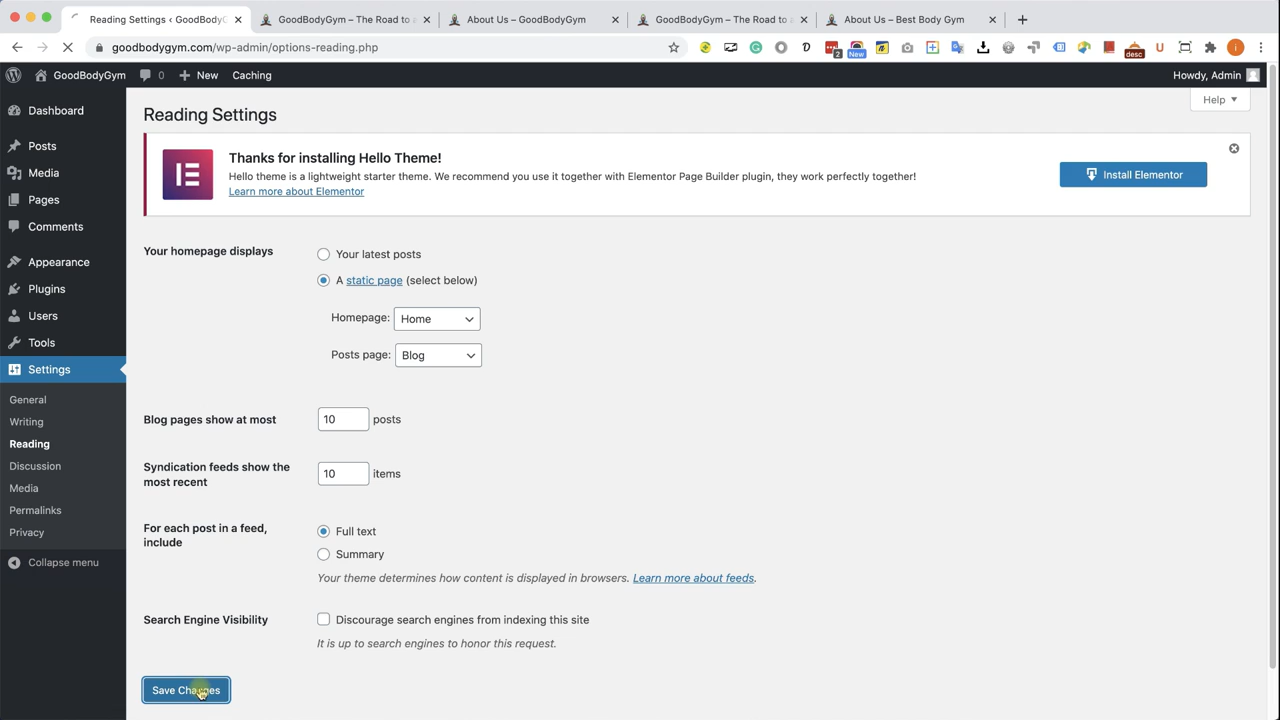 Reading Settings ‹ GoodBodyG
GoodBodyGym – The Road to a
About Us – GoodBodyGym
GoodBodyGym – The Road to a
About Us – Best Body Gym
goodbodygym.com/wp-admin/options-reading.php
2
New
desc
i
GoodBodyGym
0
New
Caching
Howdy, Admin
Dashboard
Posts
Media
Pages
Comments
Appearance
Plugins
Users
Tools
Settings
General
Writing
Reading
Discussion
Media
Permalinks
Privacy
Collapse menu
Help
Reading Settings
Thanks for installing Hello Theme!
Hello theme is a lightweight starter theme. We recommend you use it together with Elementor Page Builder plugin, they work perfectly together!
Learn more about Elementor
Install Elementor
Your homepage displays
Your latest posts
A static page (select below)
Homepage: Home
Posts page: Blog
Blog pages show at most
10 posts
Syndication feeds show the
most recent
10 items
For each post in a feed,
include
Full text
Summary
Your theme determines how content is displayed in browsers. Learn more about feeds.
Search Engine Visibility
Discourage search engines from indexing this site
It is up to search engines to honor this request.
Save Changes